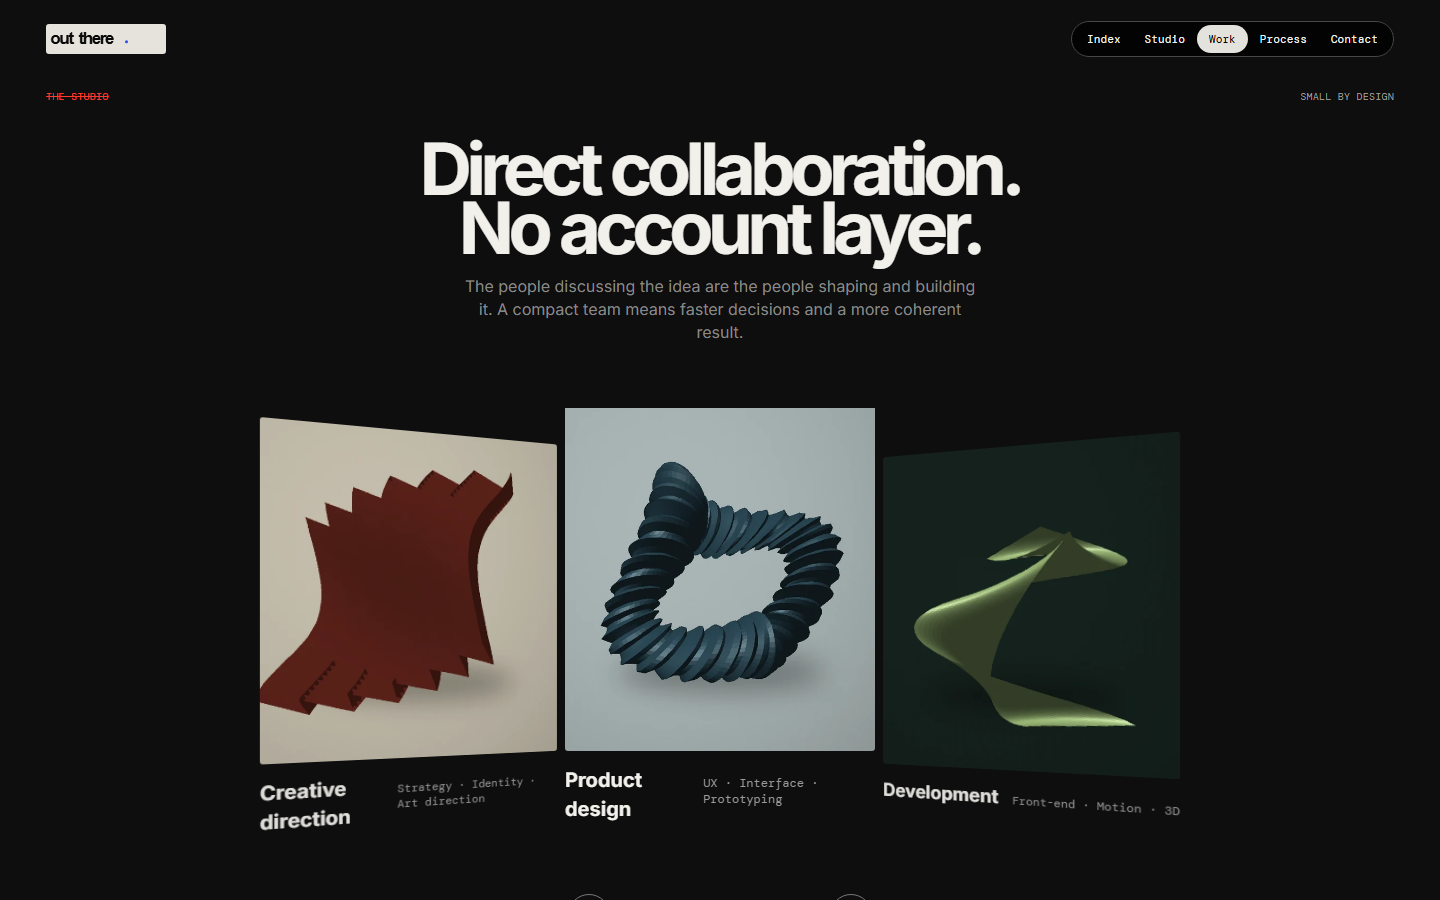 out there .
Index Studio Work Process Contact
THE STUDIO
SMALL BY DESIGN
Direct collaboration.
No account layer.
The people discussing the idea are the people shaping and building
it. A compact team means faster decisions and a more coherent
result.
Creative
direction
Strategy · Identity ·
Art direction
Product
design
UX · Interface ·
Prototyping
Development
Front-end · Motion · 3D